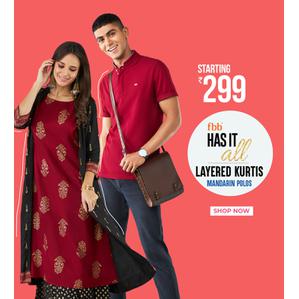 STARTING
₹299
fbb
HAS IT
all
LAYERED KURTIS
MANDARIN POLOS
SHOP NOW